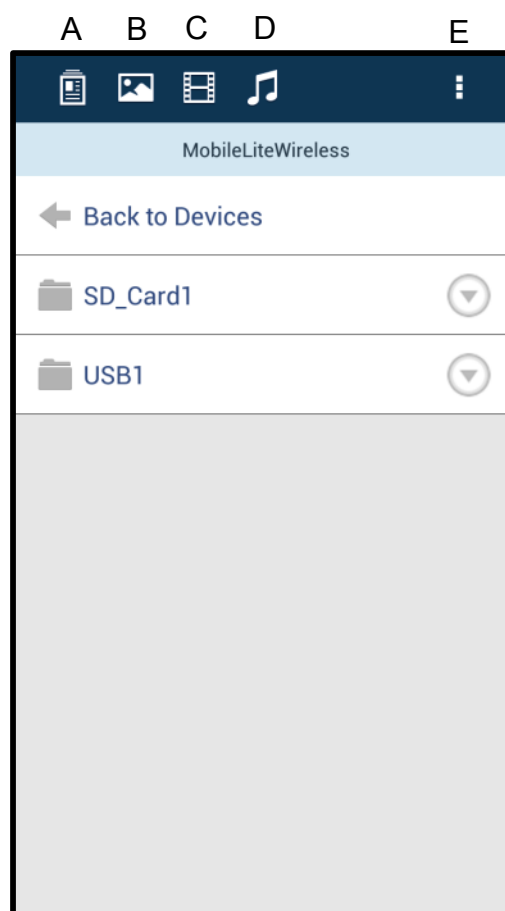 A B C D E
MobileLiteWireless
Back to Devices
SD_Card1
USB1